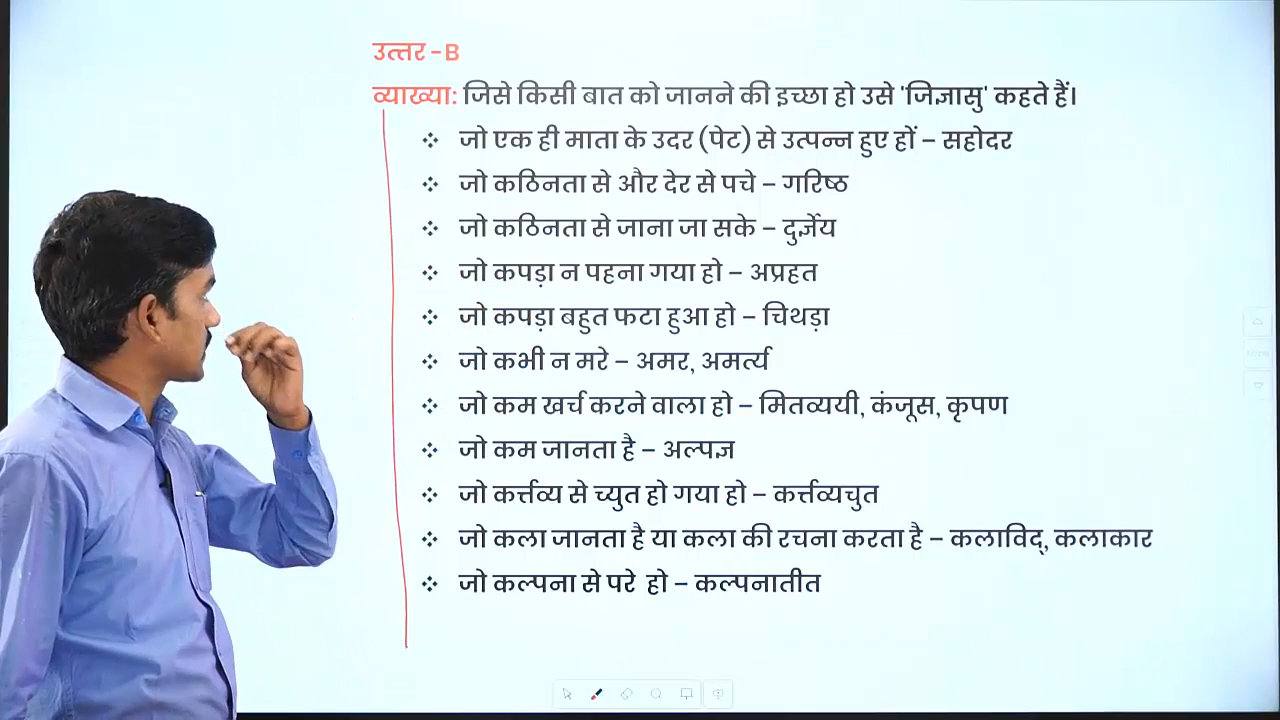 उत्तर -B
व्याख्या: जिसे किसी बात को जानने की इच्छा हो उसे 'जिज्ञासु' कहते हैं।
❖ जो एक ही माता के उदर (पेट) से उत्पन्न हुए हों – सहोदर
❖ जो कठिनता से और देर से पचे – गरिष्ठ
❖ जो कठिनता से जाना जा सके – दुर्ज्ञेय
❖ जो कपड़ा न पहना गया हो – अप्रहत
❖ जो कपड़ा बहुत फटा हुआ हो – चिथड़ा
❖ जो कभी न मरे – अमर, अमर्त्य
❖ जो कम खर्च करने वाला हो – मितव्ययी, कंजूस, कृपण
❖ जो कम जानता है – अल्पज्ञ
❖ जो कर्त्तव्य से च्युत हो गया हो – कर्त्तव्यचुत
❖ जो कला जानता है या कला की रचना करता है – कलाविद्, कलाकार
❖ जो कल्पना से परे हो – कल्पनातीत